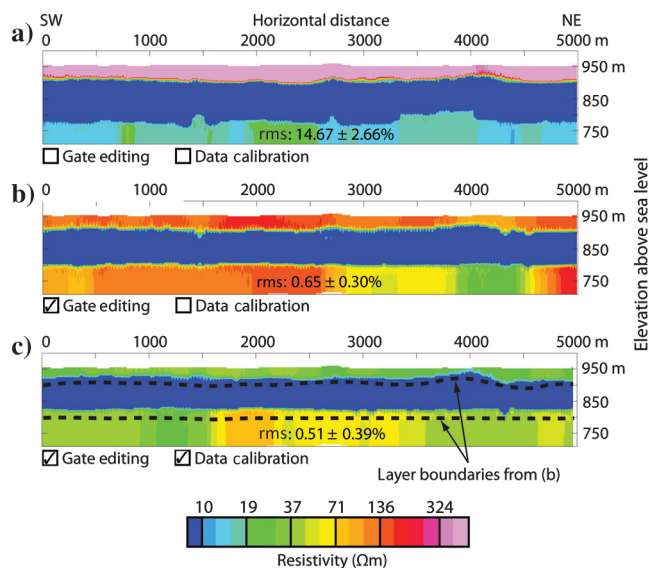 SW Horizontal distance NE
a) 0 1000 2000 3000 4000 5000 m
950 m
850
750
rms: 14.67 ± 2.66%
Gate editing Data calibration
b) 0 1000 2000 3000 4000 5000 m
950 m
850
750
rms: 0.65 ± 0.30%
Gate editing Data calibration
c) 0 1000 2000 3000 4000 5000 m
950 m
850
750
rms: 0.51 ± 0.39%
Gate editing Data calibration
Layer boundaries from (b)
Elevation above sea level
10 19 37 71 136 324
Resistivity (Ωm)